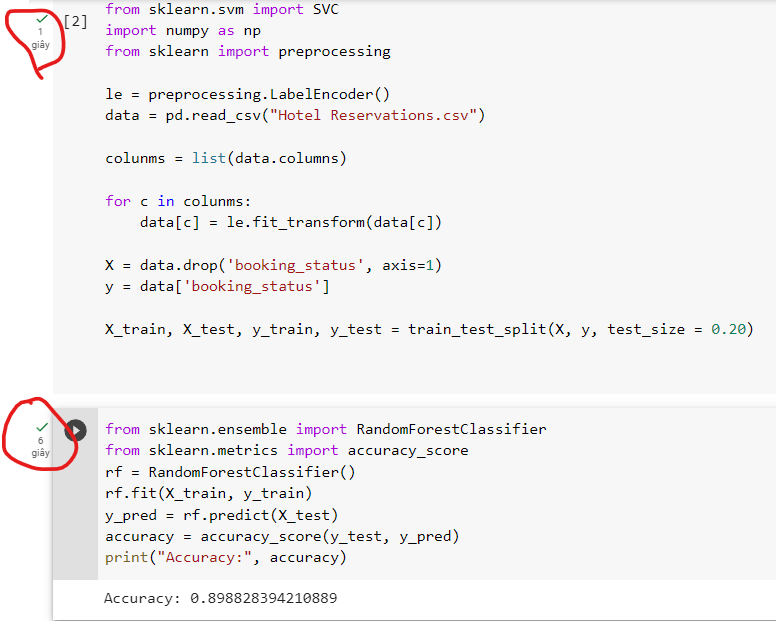 from sklearn.svm import SVC
[2]
import numpy as np
1
giây
from sklearn import preprocessing
le = preprocessing.LabelEncoder()
data = pd.read_csv("Hotel Reservations.csv")
colunms = list(data.columns)
for c in colunms:
    data[c] = le.fit_transform(data[c])
X = data.drop('booking_status', axis=1)
y = data['booking_status']
X_train, X_test, y_train, y_test = train_test_split(X, y, test_size = 0.20)
6
giây
from sklearn.ensemble import RandomForestClassifier
from sklearn.metrics import accuracy_score
rf = RandomForestClassifier()
rf.fit(X_train, y_train)
y_pred = rf.predict(X_test)
accuracy = accuracy_score(y_test, y_pred)
print("Accuracy:", accuracy)
Accuracy: 0.898828394210889